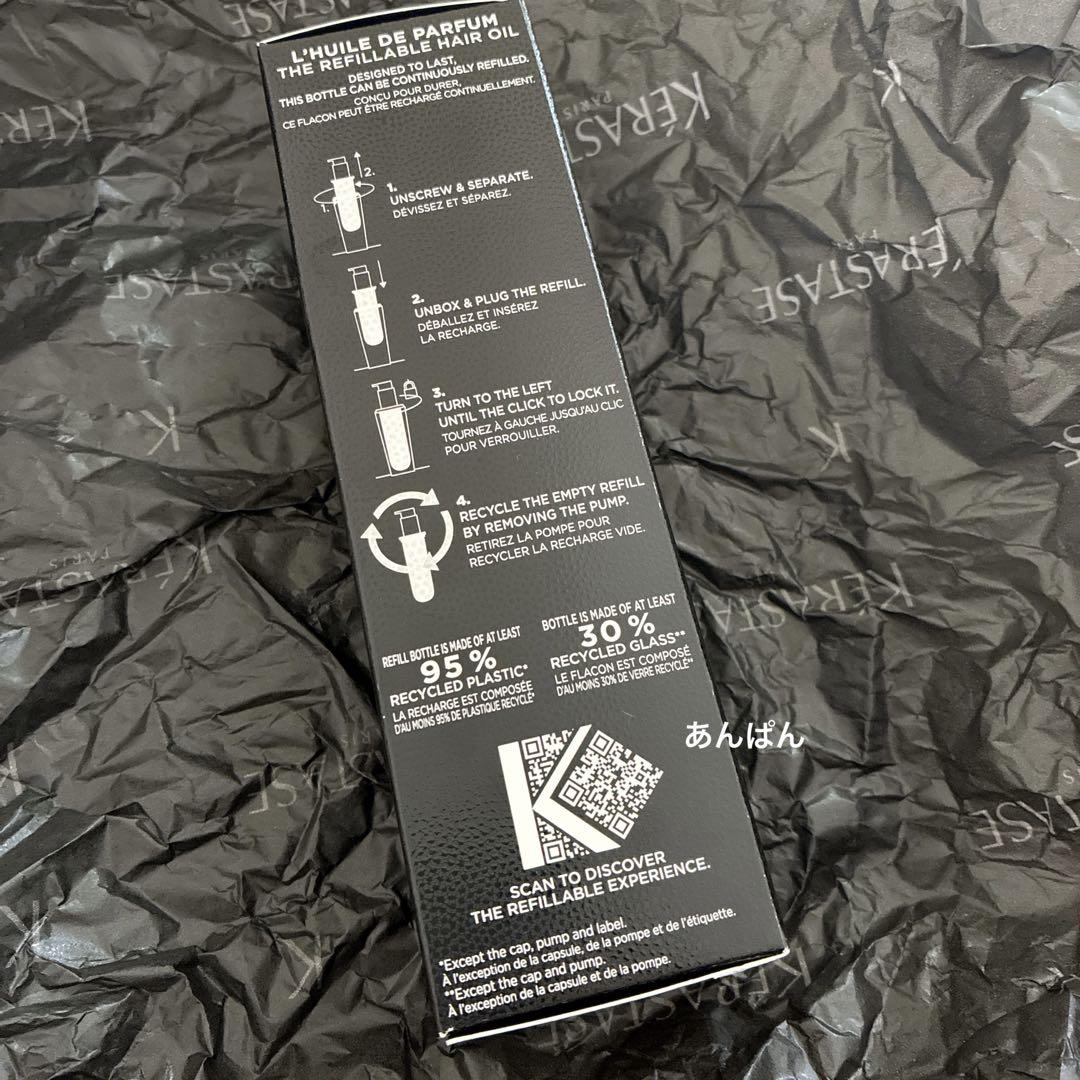 L'HUILE DE PARFUM
THE REFILLABLE HAIR OIL
DESIGNED TO LAST,
THIS BOTTLE CAN BE CONTINUOUSLY REFILLED.
CONÇU POUR DURER,
CE FLACON PEUT ÊTRE RECHARGÉ CONTINUELLEMENT.
2.
1.
1.
UNSCREW & SEPARATE.
DÉVISSEZ ET SÉPAREZ.
2.
UNBOX & PLUG THE REFILL.
DÉBALLEZ ET INSÉREZ
LA RECHARGE.
3.
TURN TO THE LEFT
UNTIL THE CLICK TO LOCK IT.
TOURNEZ À GAUCHE JUSQU'AU CLIC
POUR VERROUILLER.
4.
RECYCLE THE EMPTY REFILL
BY REMOVING THE PUMP.
RETIREZ LA POMPE POUR
RECYCLER LA RECHARGE VIDE.
REFILL BOTTLE IS MADE OF AT LEAST
95 %
RECYCLED PLASTIC*
LA RECHARGE EST COMPOSÉE
D'AU MOINS 95% DE PLASTIQUE RECYCLÉ*
BOTTLE IS MADE OF AT LEAST
30 %
RECYCLED GLASS**
LE FLACON EST COMPOSÉ
D'AU MOINS 30% DE VERRE RECYCLÉ**
あんぱん
SCAN TO DISCOVER
THE REFILLABLE EXPERIENCE.
*Except the cap, pump and label.
À l'exception de la capsule, de la pompe et de l'étiquette.
**Except the cap and pump.
À l'exception de la capsule et de la pompe.
KÉRASTASE
PARIS
KÉRASTASE
KÉRASTASE
KÉRASTASE
PARIS
KÉRASTASE